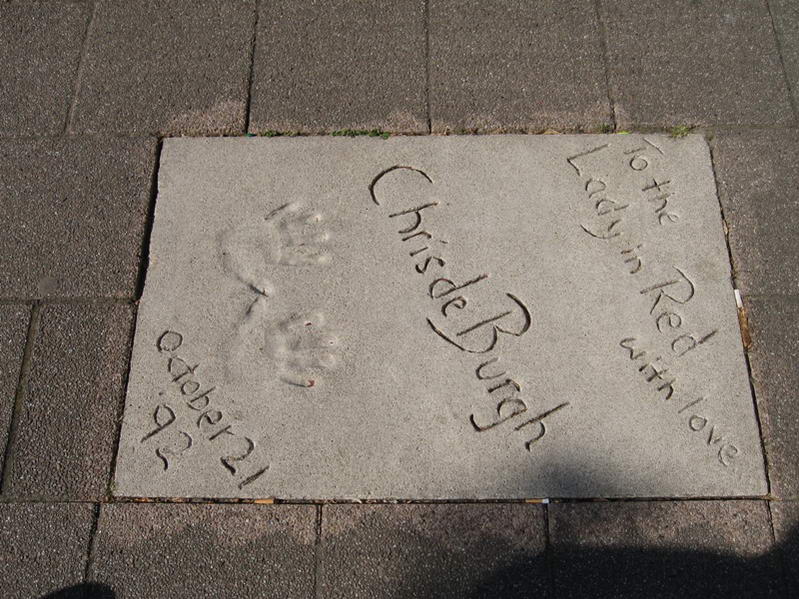 To the
Lady in Red
with love
Chris de Burgh
October 21
92